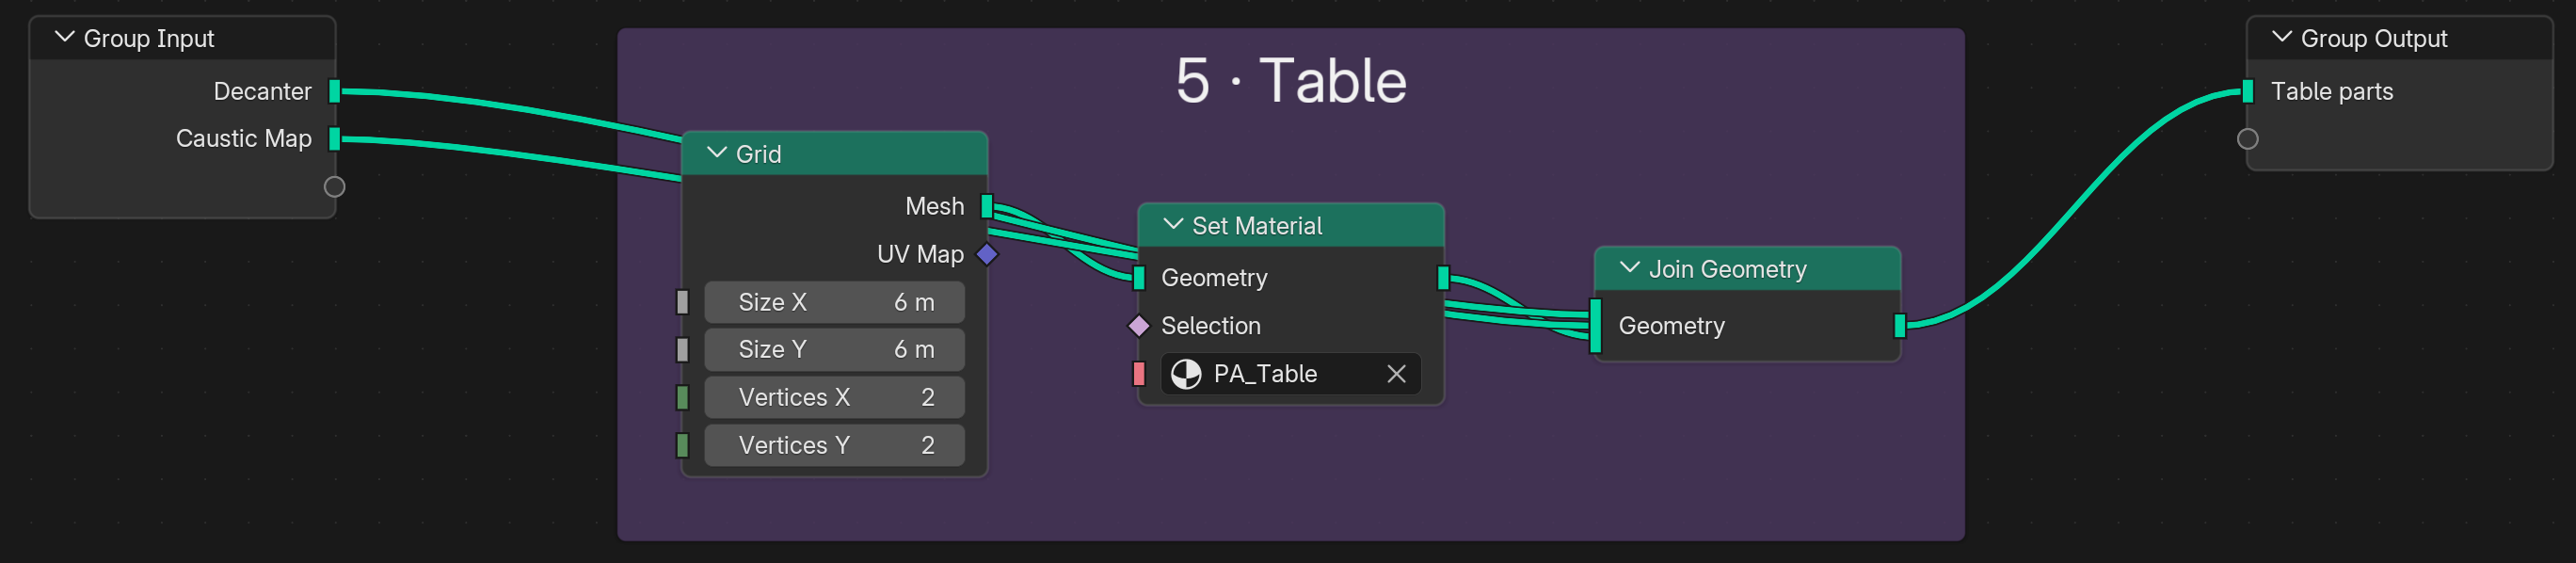 Group Input
Decanter
Caustic Map
5 · Table
Grid
Mesh
UV Map
Size X 6 m
Size Y 6 m
Vertices X 2
Vertices Y 2
Set Material
Geometry
Selection
PA_Table
Join Geometry
Geometry
Group Output
Table parts